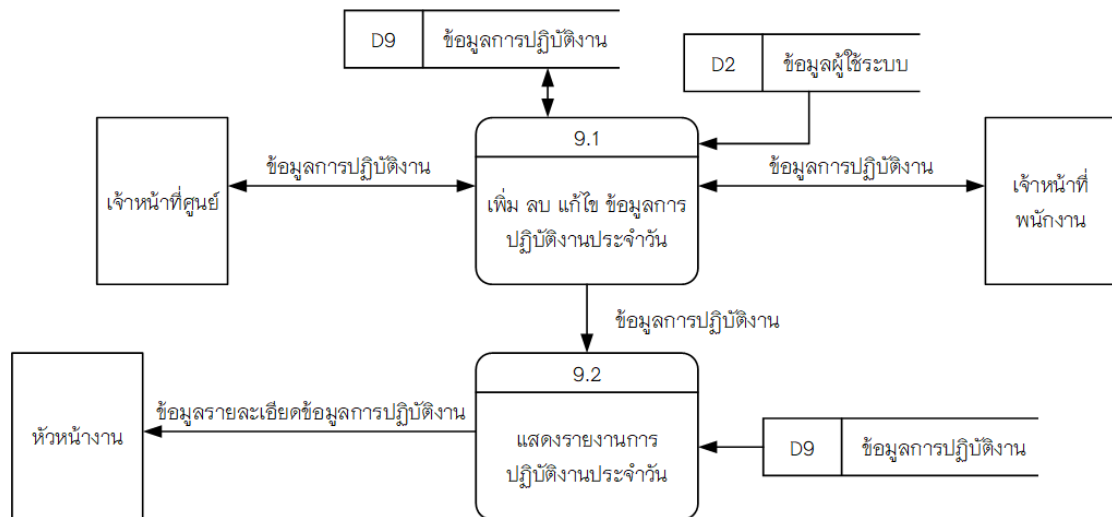 D9 ข้อมูลการปฏิบัติงาน
D2 ข้อมูลผู้ใช้ระบบ
9.1
ข้อมูลการปฏิบัติงาน
ข้อมูลการปฏิบัติงาน
เจ้าหน้าที่ศูนย์
เพิ่ม ลบ แก้ไข ข้อมูลการ
ปฏิบัติงานประจำวัน
เจ้าหน้าที่
พนักงาน
ข้อมูลการปฏิบัติงาน
9.2
ข้อมูลรายละเอียดข้อมูลการปฏิบัติงาน
หัวหน้างาน
แสดงรายงานการ
ปฏิบัติงานประจำวัน
D9 ข้อมูลการปฏิบัติงาน